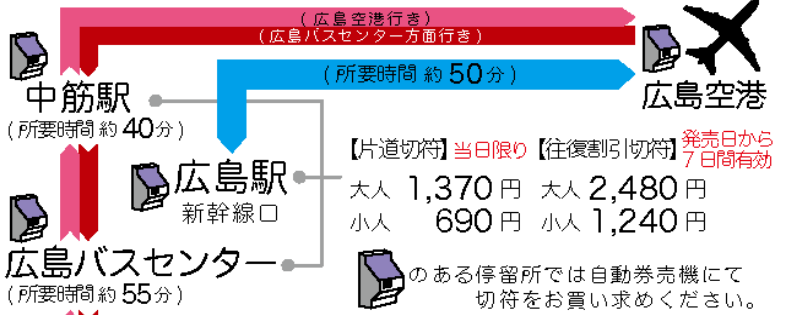 (広島空港行き)
(広島バスセンター方面行き)
(所要時間 約50分)
広島空港
中筋駅
(所要時間 約40分)
広島駅
新幹線口
広島バスセンター
(所要時間 約55分)
【片道切符】当日限り
大人 1,370円
小人 690円
【往復割引切符】発売日から
7日間有効
大人 2,480円
小人 1,240円
のある停留所では自動券売機にて
切符をお買い求めください。